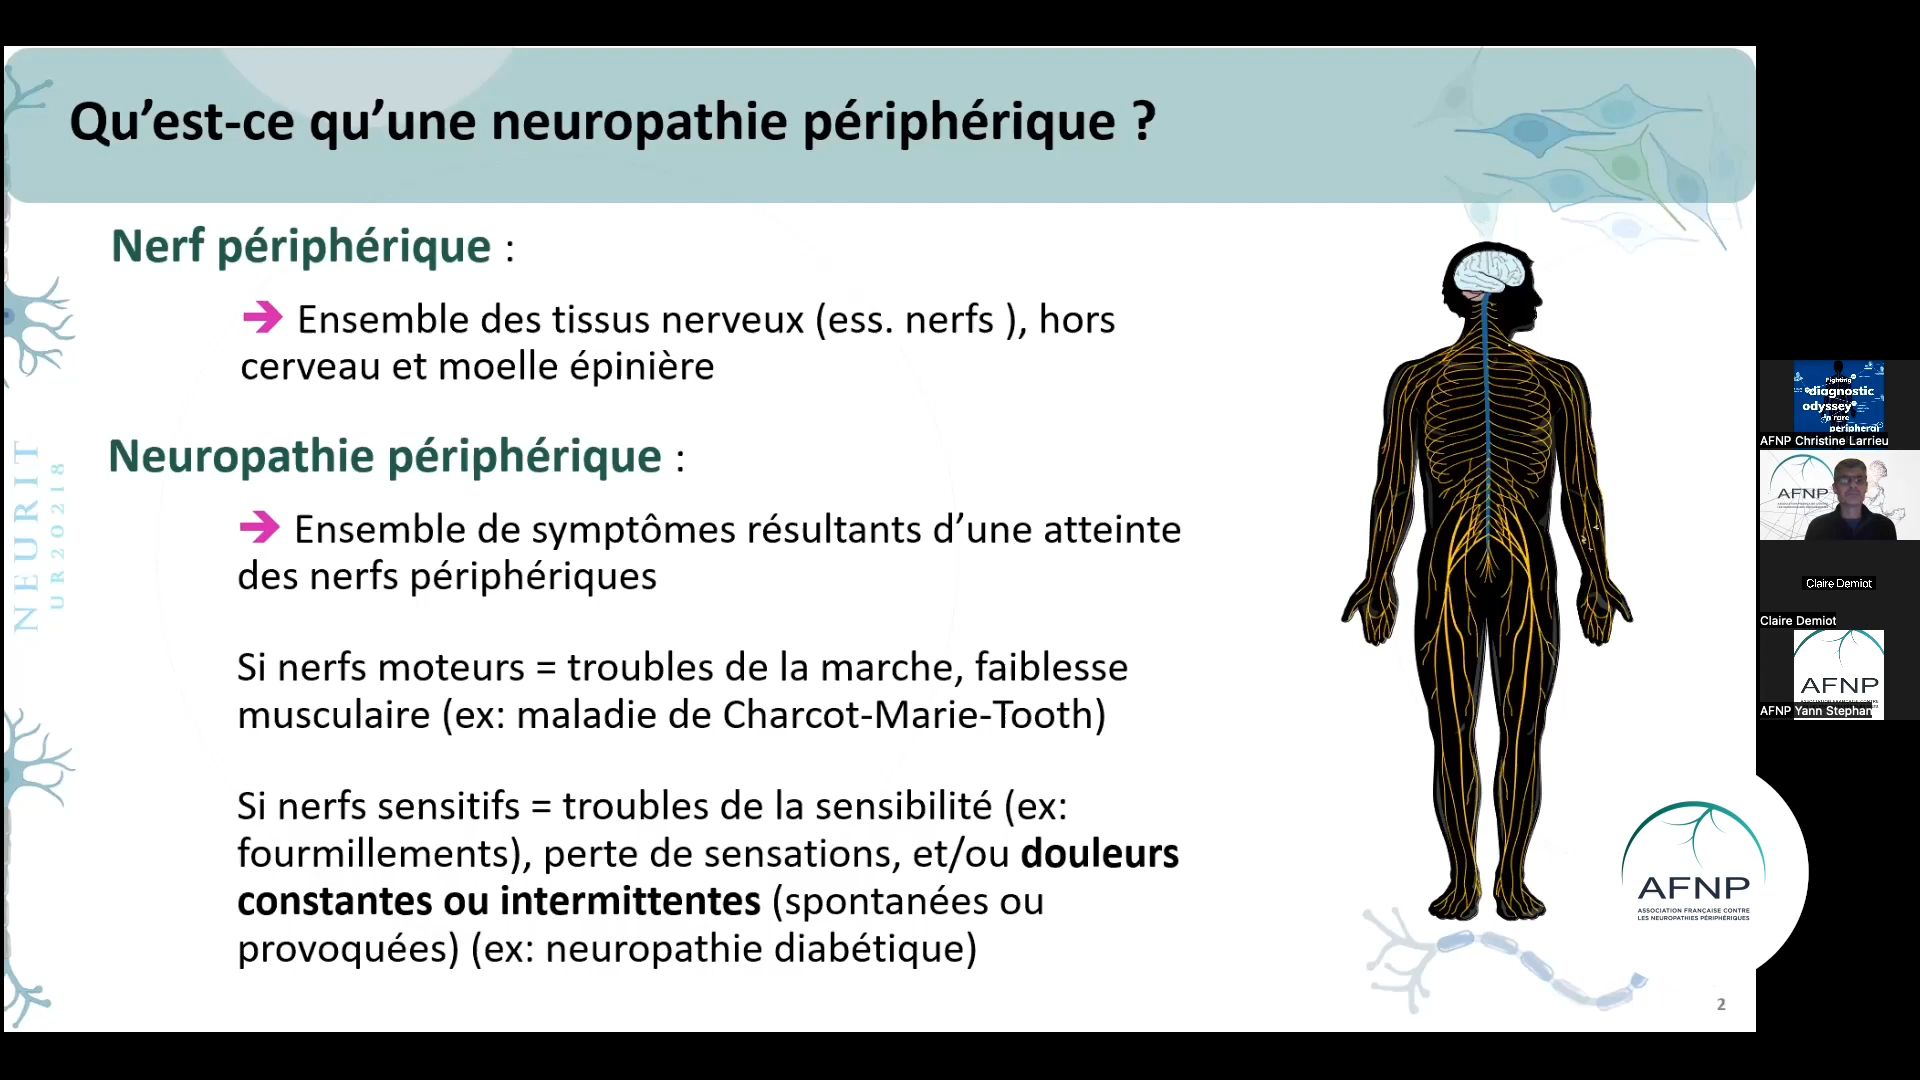 Qu’est-ce qu’une neuropathie périphérique ?
Nerf périphérique :
➔ Ensemble des tissus nerveux (ess. nerfs ), hors
cerveau et moelle épinière
Neuropathie périphérique :
➔ Ensemble de symptômes résultants d’une atteinte
des nerfs périphériques
Si nerfs moteurs = troubles de la marche, faiblesse
musculaire (ex: maladie de Charcot-Marie-Tooth)
Si nerfs sensitifs = troubles de la sensibilité (ex:
fourmillements), perte de sensations, et/ou douleurs
constantes ou intermittentes (spontanées ou
provoquées) (ex: neuropathie diabétique)
NEURIT
UR20218
AFNP
ASSOCIATION FRANÇAISE CONTRE
LES NEUROPATHIES PÉRIPHÉRIQUES
2
Fighting
diagnostic
odyssey
in rare
peripheral
AFNP Christine Larrieu
AFNP
Claire Demiot
Claire Demiot
AFNP
AFNP Yann Stephan